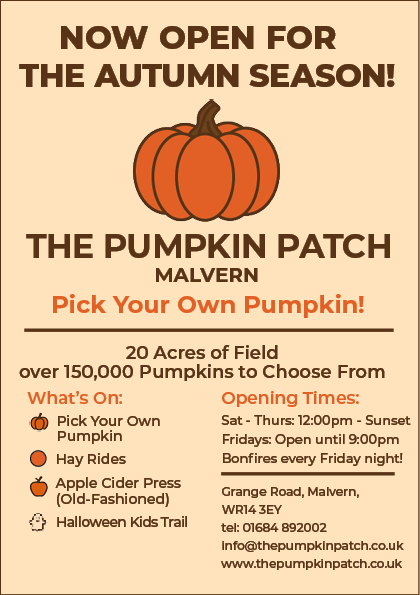 NOW OPEN FOR
THE AUTUMN SEASON!
THE PUMPKIN PATCH
MALVERN
Pick Your Own Pumpkin!
20 Acres of Field
over 150,000 Pumpkins to Choose From
What's On:
Pick Your Own
Pumpkin
Hay Rides
Apple Cider Press
(Old-Fashioned)
Halloween Kids Trail
Opening Times:
Sat - Thurs: 12:00pm - Sunset
Fridays: Open until 9:00pm
Bonfires every Friday night!
Grange Road, Malvern,
WR14 3EY
tel: 01684 892002
info@thepumpkinpatch.co.uk
www.thepumpkinpatch.co.uk